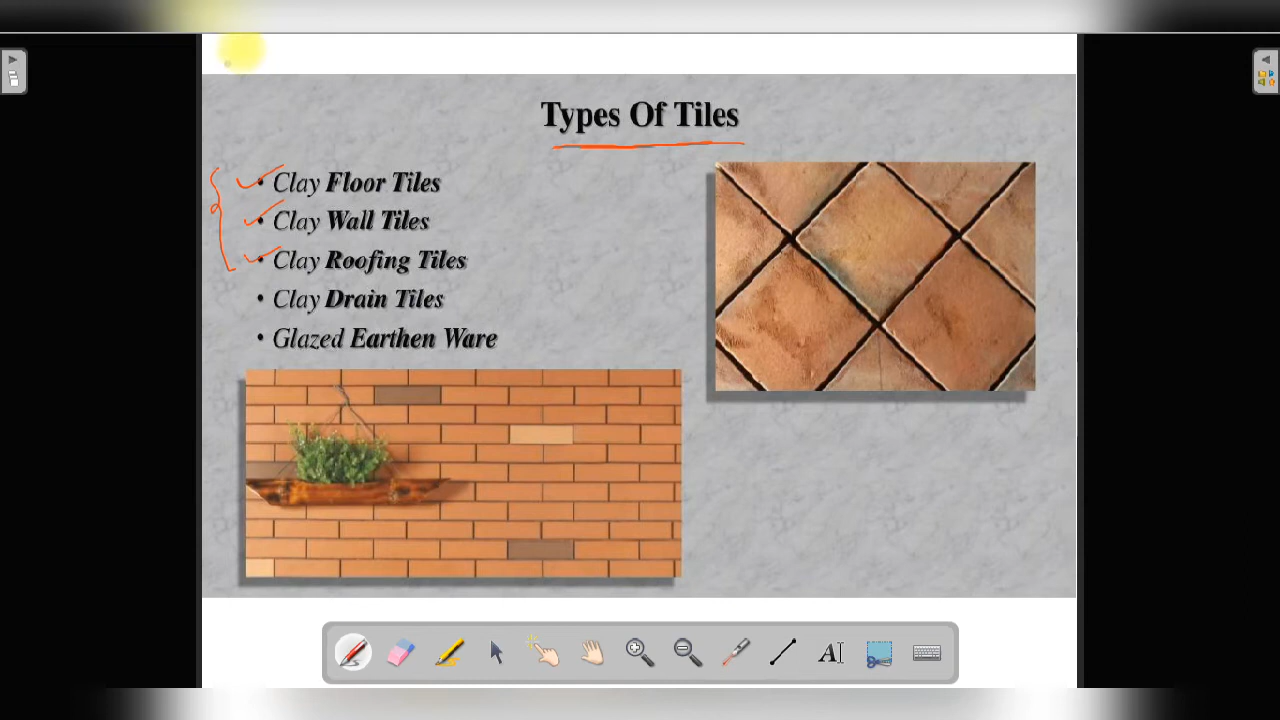 Types Of Tiles
• Clay Floor Tiles
• Clay Wall Tiles
• Clay Roofing Tiles
• Clay Drain Tiles
• Glazed Earthen Ware